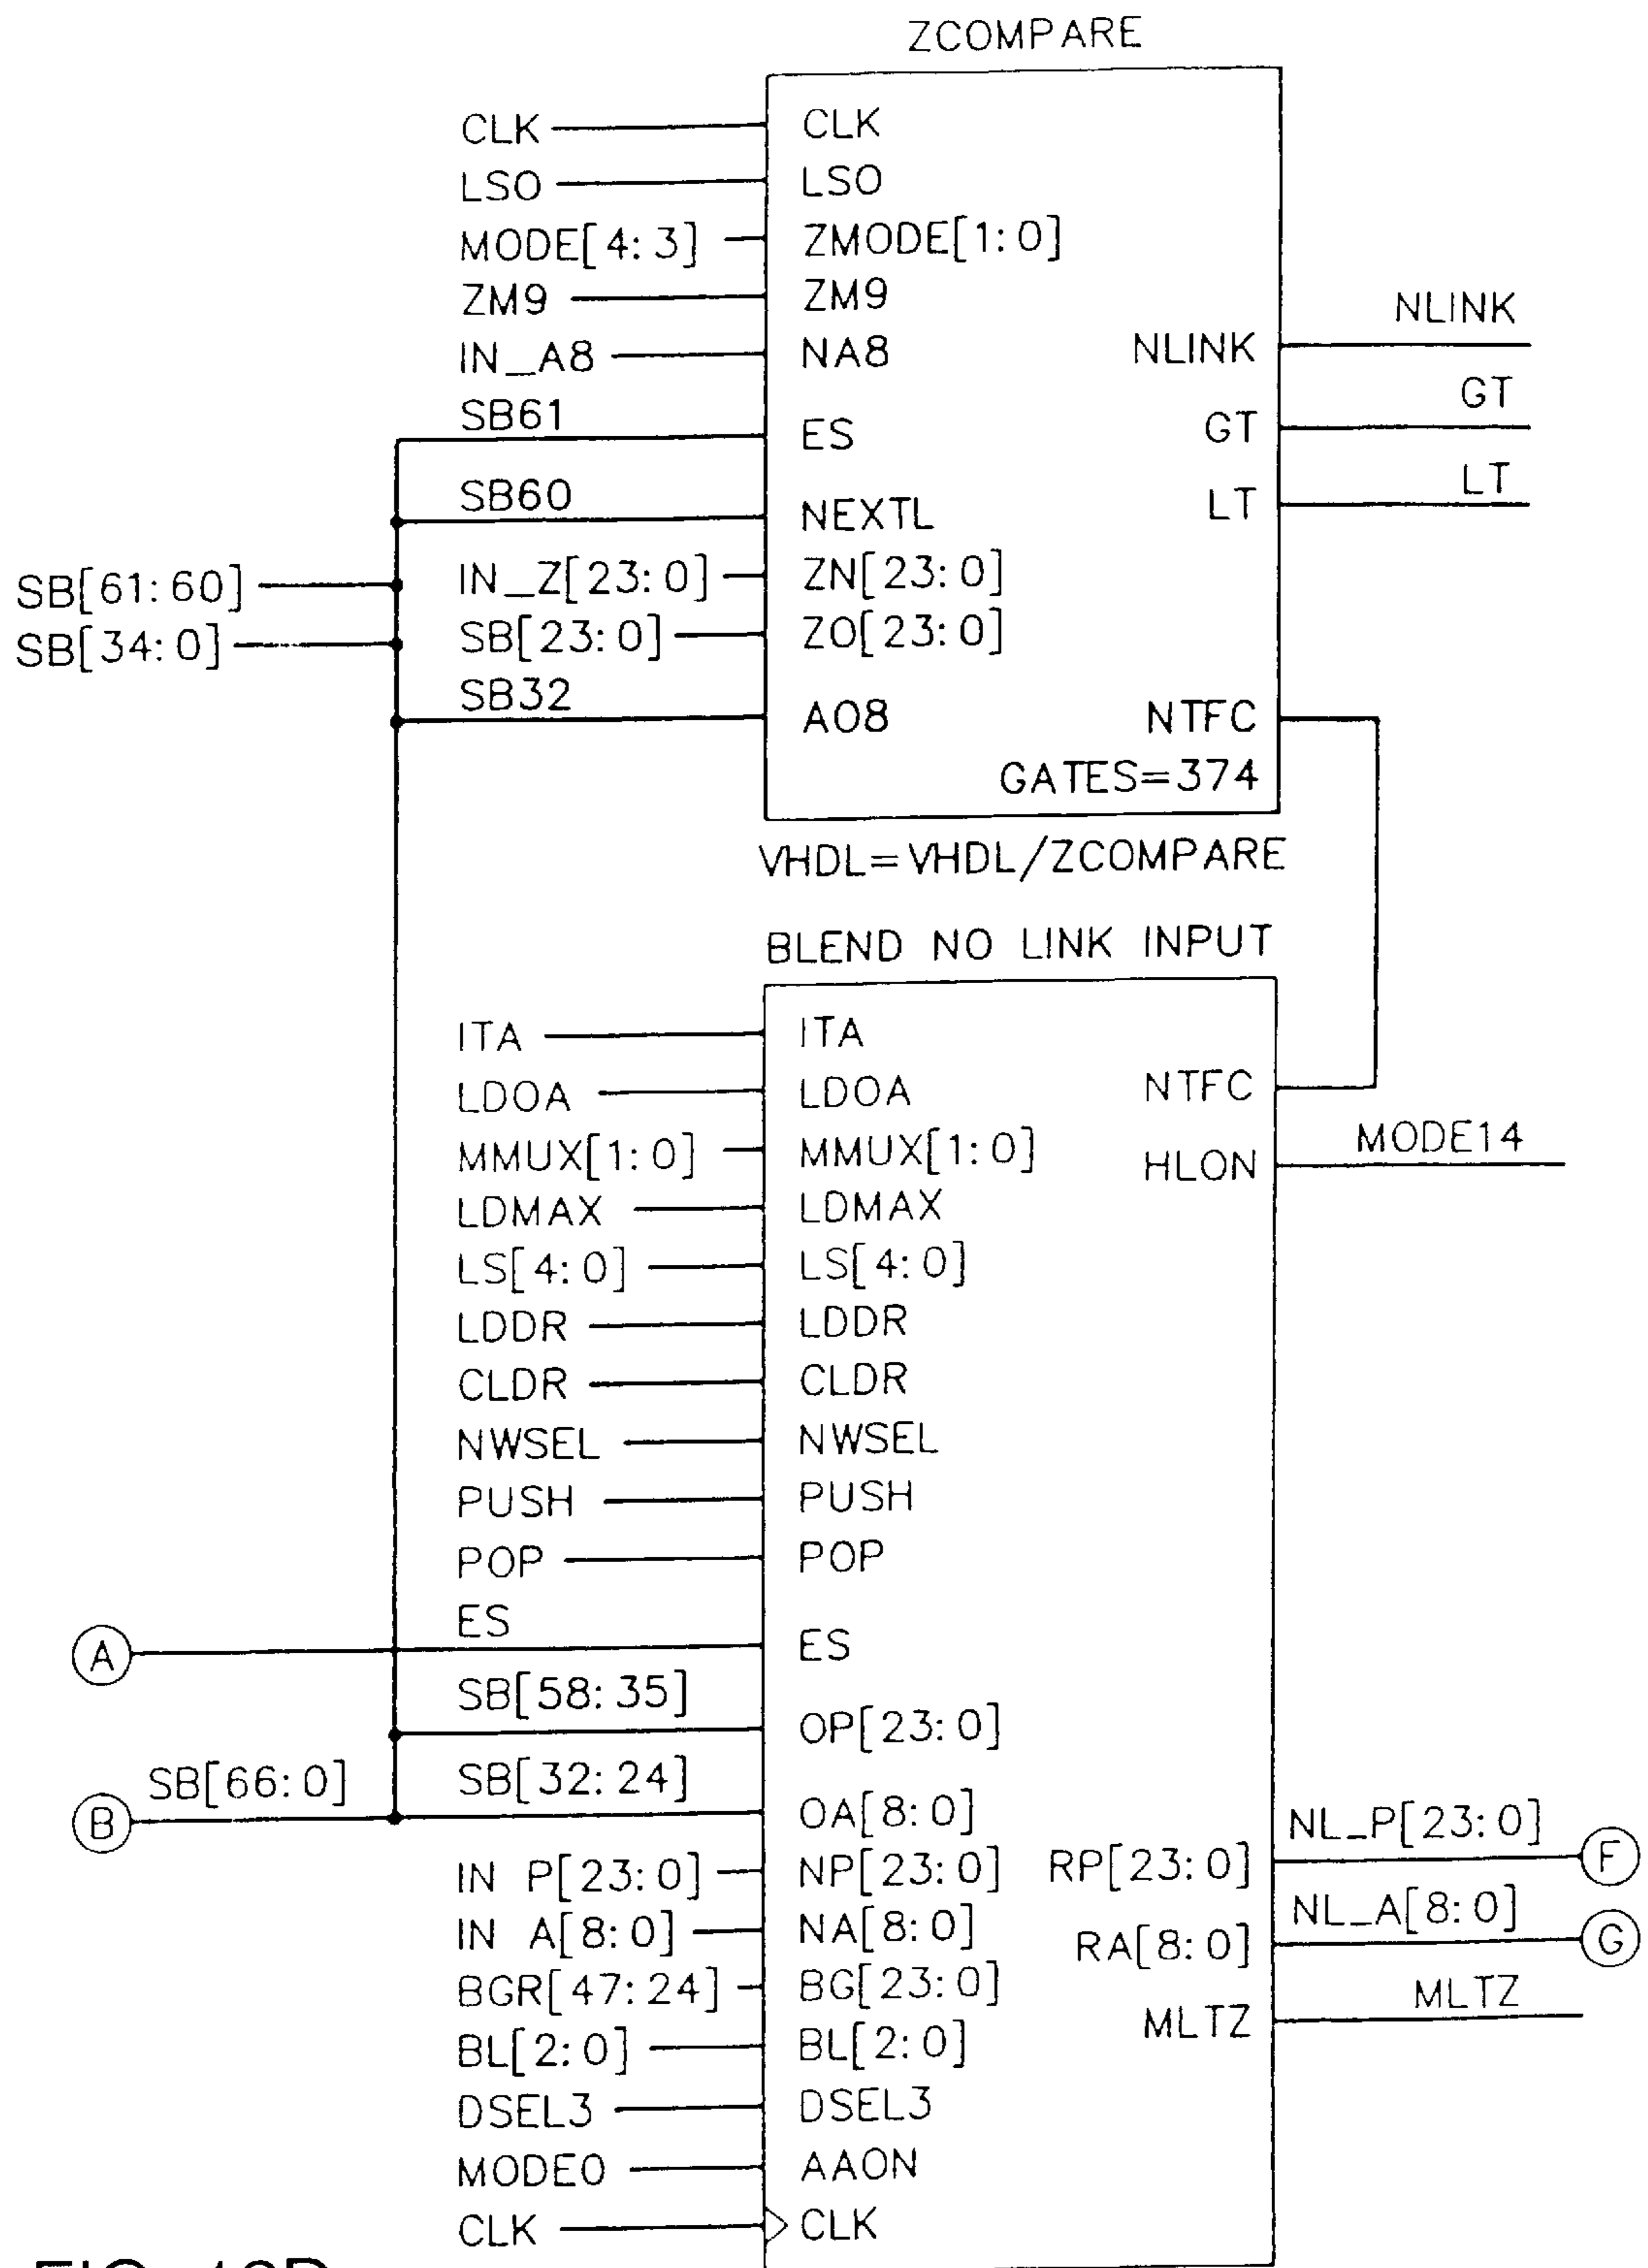 ZCOMPARE
CLK CLK
LSO LSO
MODE[4:3] ZMODE[1:0]
ZM9 ZM9
NLINK
IN_A8 NA8 NLINK
GT
SB61
ES GT
LT
SB60
NEXTL LT
SB[61:60] IN_Z[23:0] ZN[23:0]
SB[34:0] SB[23:0] ZO[23:0]
SB32
AO8 NTFC
GATES=374
VHDL=VHDL/ZCOMPARE
BLEND NO LINK INPUT
ITA ITA
LDOA LDOA NTFC
MODE14
MMUX[1:0] MMUX[1:0] HLON
LDMAX LDMAX
LS[4:0] LS[4:0]
LDDR LDDR
CLDR CLDR
NWSEL NWSEL
PUSH PUSH
POP POP
ES
A ES
SB[58:35]
OP[23:0]
SB[66:0] SB[32:24]
B OA[8:0]
NL_P[23:0]
IN P[23:0] NP[23:0] RP[23:0] F
NL_A[8:0]
IN A[8:0] NA[8:0] RA[8:0] G
BGR[47:24] BG[23:0]
MLTZ
BL[2:0] BL[2:0] MLTZ
DSEL3 DSEL3
MODE0 AAON
CLK CLK